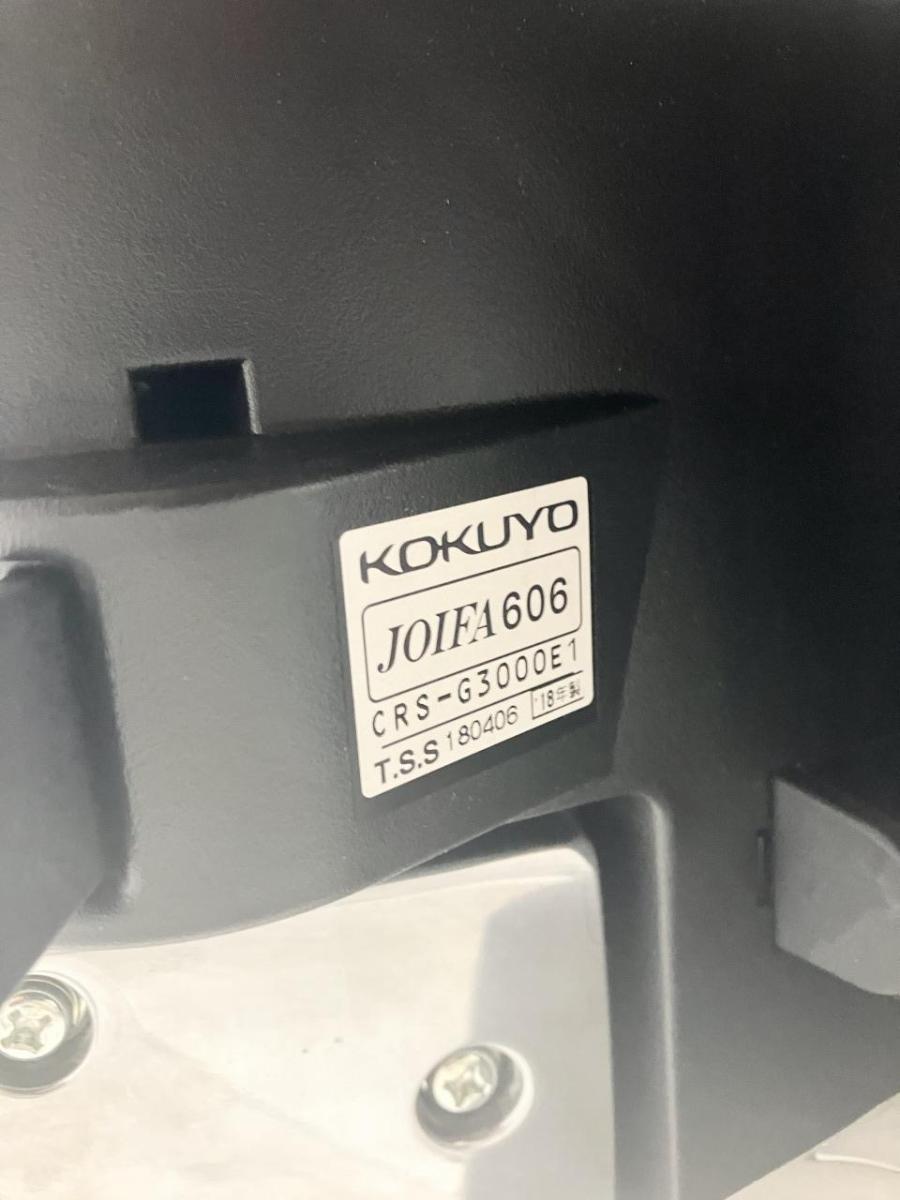 KOKUYO
JOIFA606
CRS-G3000E1
T.S.S 180406 '18年製